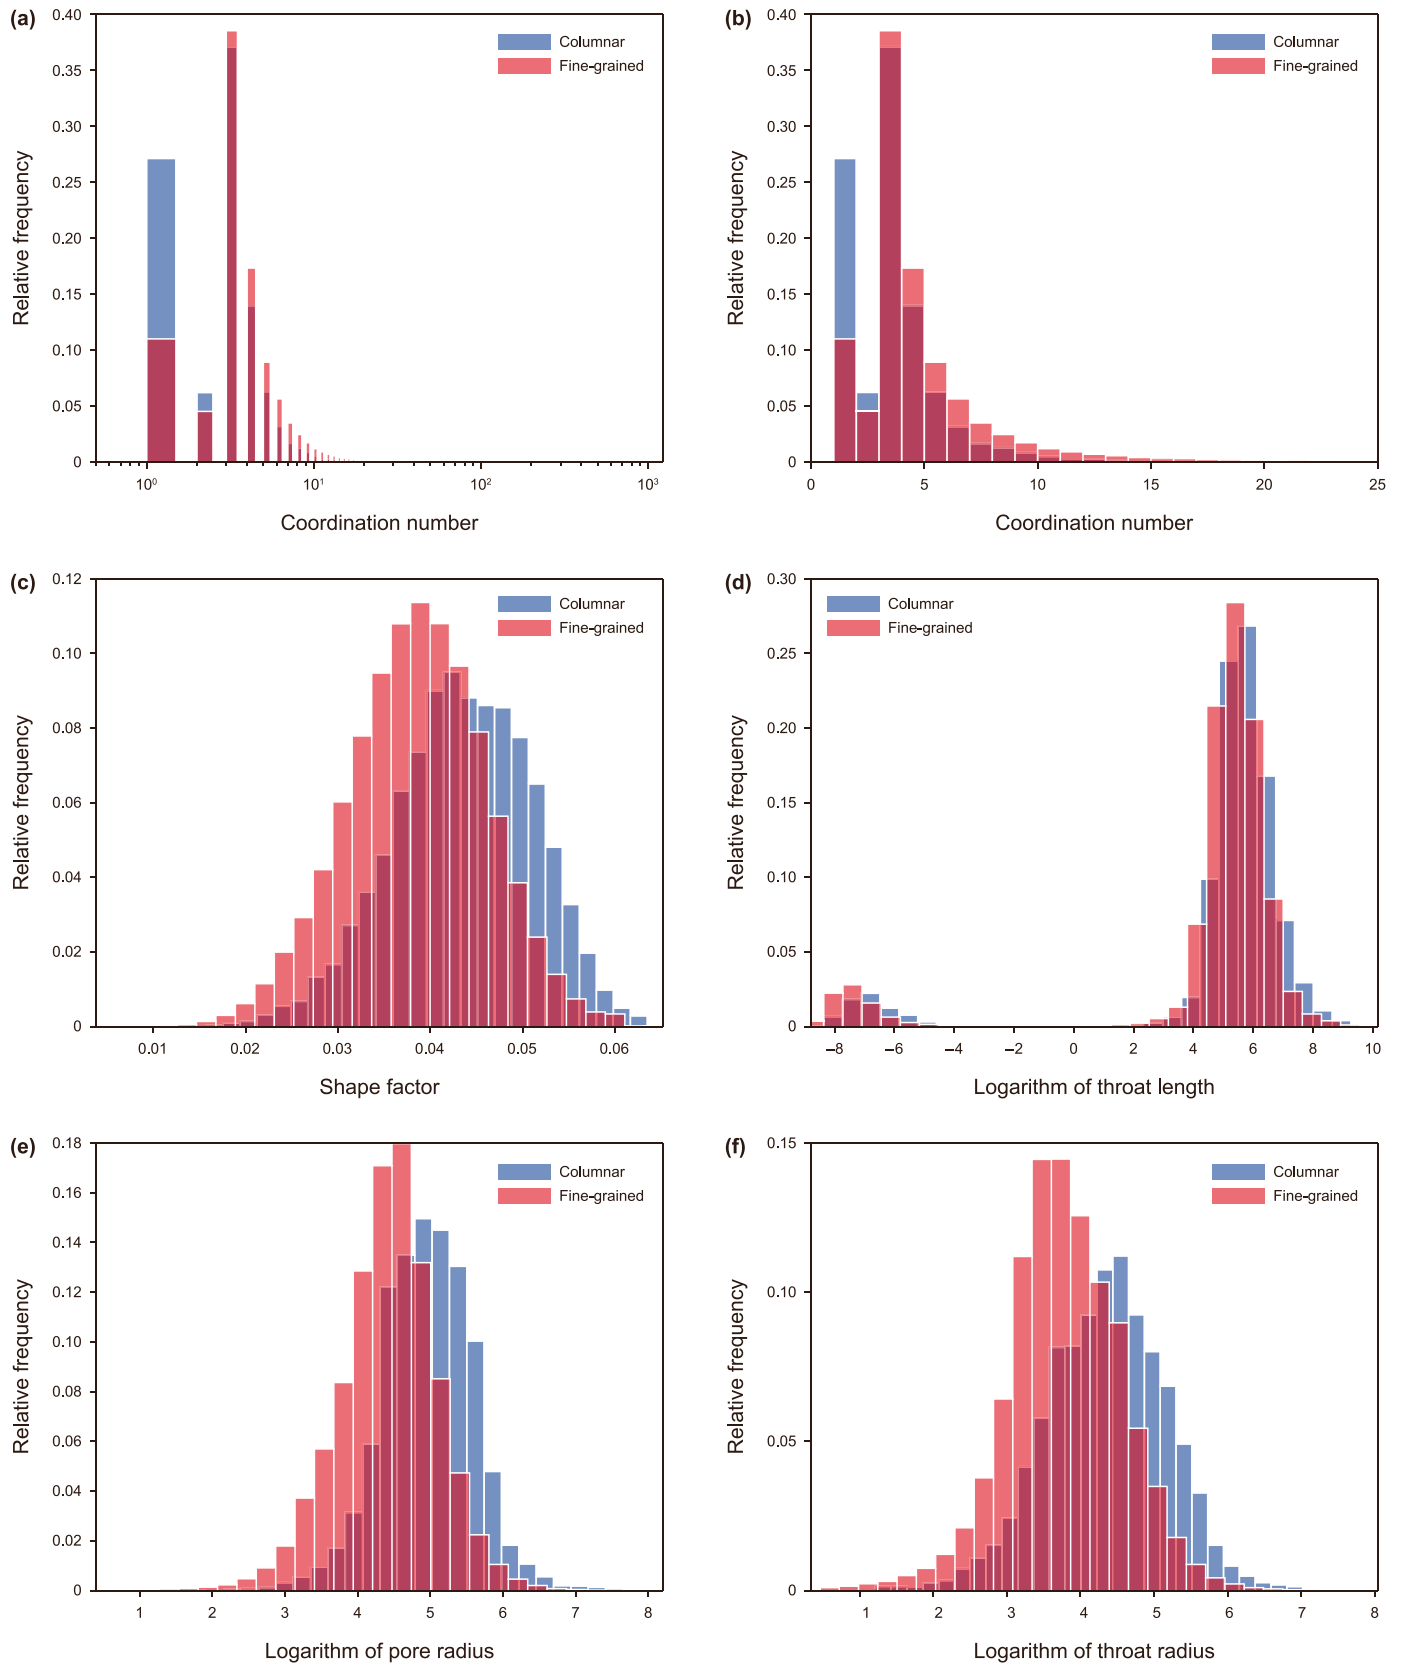 (a)
0.40
0.35
0.30
0.25
0.20
0.15
0.10
0.05
0
Relative frequency
Columnar
Fine-grained
10⁰
10¹
10²
10³
Coordination number
(b)
0.40
0.35
0.30
0.25
0.20
0.15
0.10
0.05
0
Relative frequency
Columnar
Fine-grained
0
5
10
15
20
25
Coordination number
(c)
0.12
0.10
0.08
0.06
0.04
0.02
0
Relative frequency
Columnar
Fine-grained
0.01
0.02
0.03
0.04
0.05
0.06
Shape factor
(d)
0.30
0.25
0.20
0.15
0.10
0.05
0
Relative frequency
Columnar
Fine-grained
–8
–6
–4
–2
0
2
4
6
8
10
Logarithm of throat length
(e)
0.18
0.16
0.14
0.12
0.10
0.08
0.06
0.04
0.02
0
Relative frequency
Columnar
Fine-grained
1
2
3
4
5
6
7
8
Logarithm of pore radius
(f)
0.15
0.10
0.05
0
Relative frequency
Columnar
Fine-grained
1
2
3
4
5
6
7
8
Logarithm of throat radius